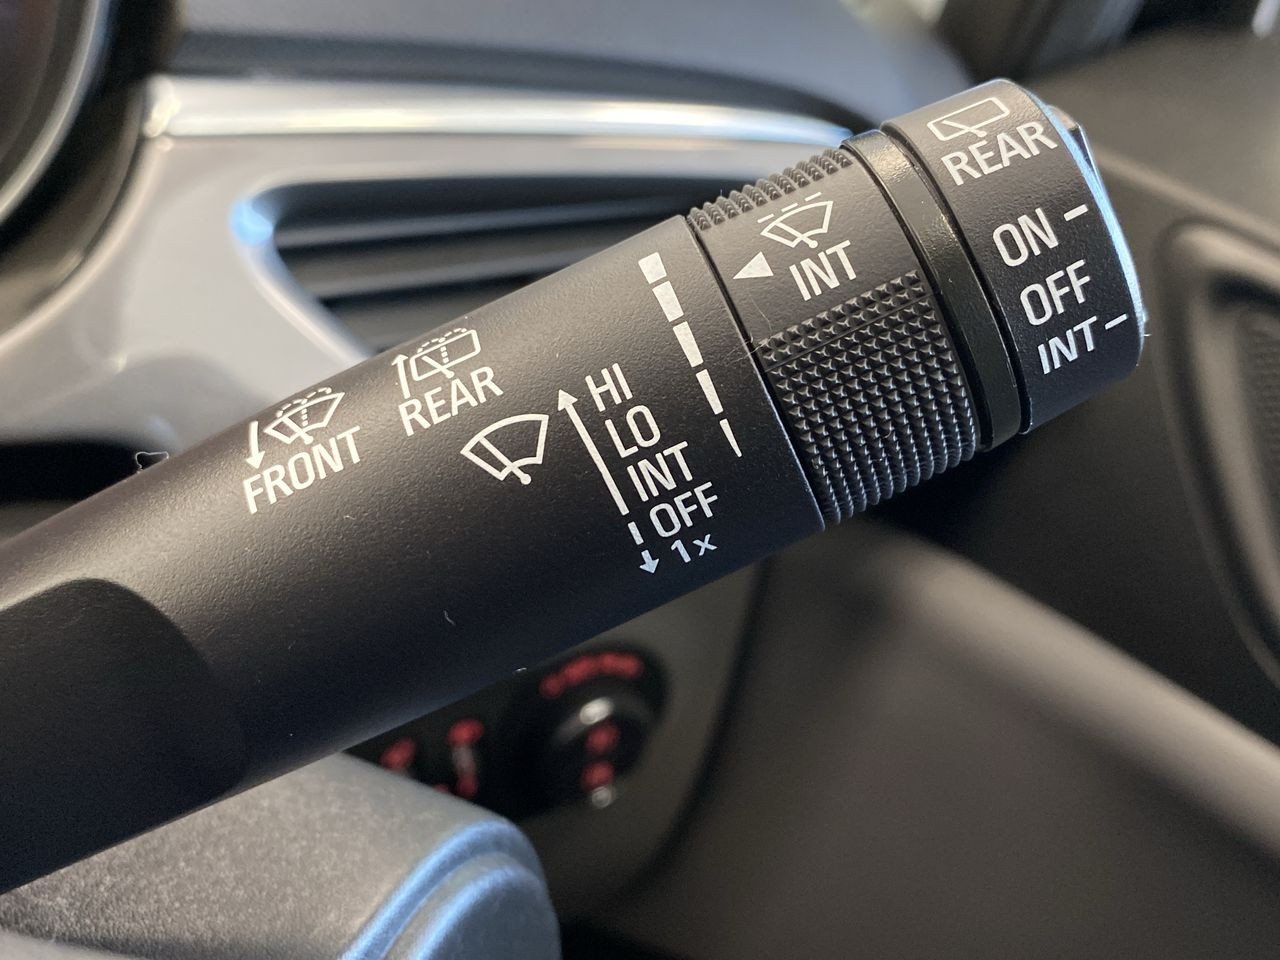 FRONT
REAR
HI
LO
INT
OFF
1x
INT
REAR
ON
OFF
INT